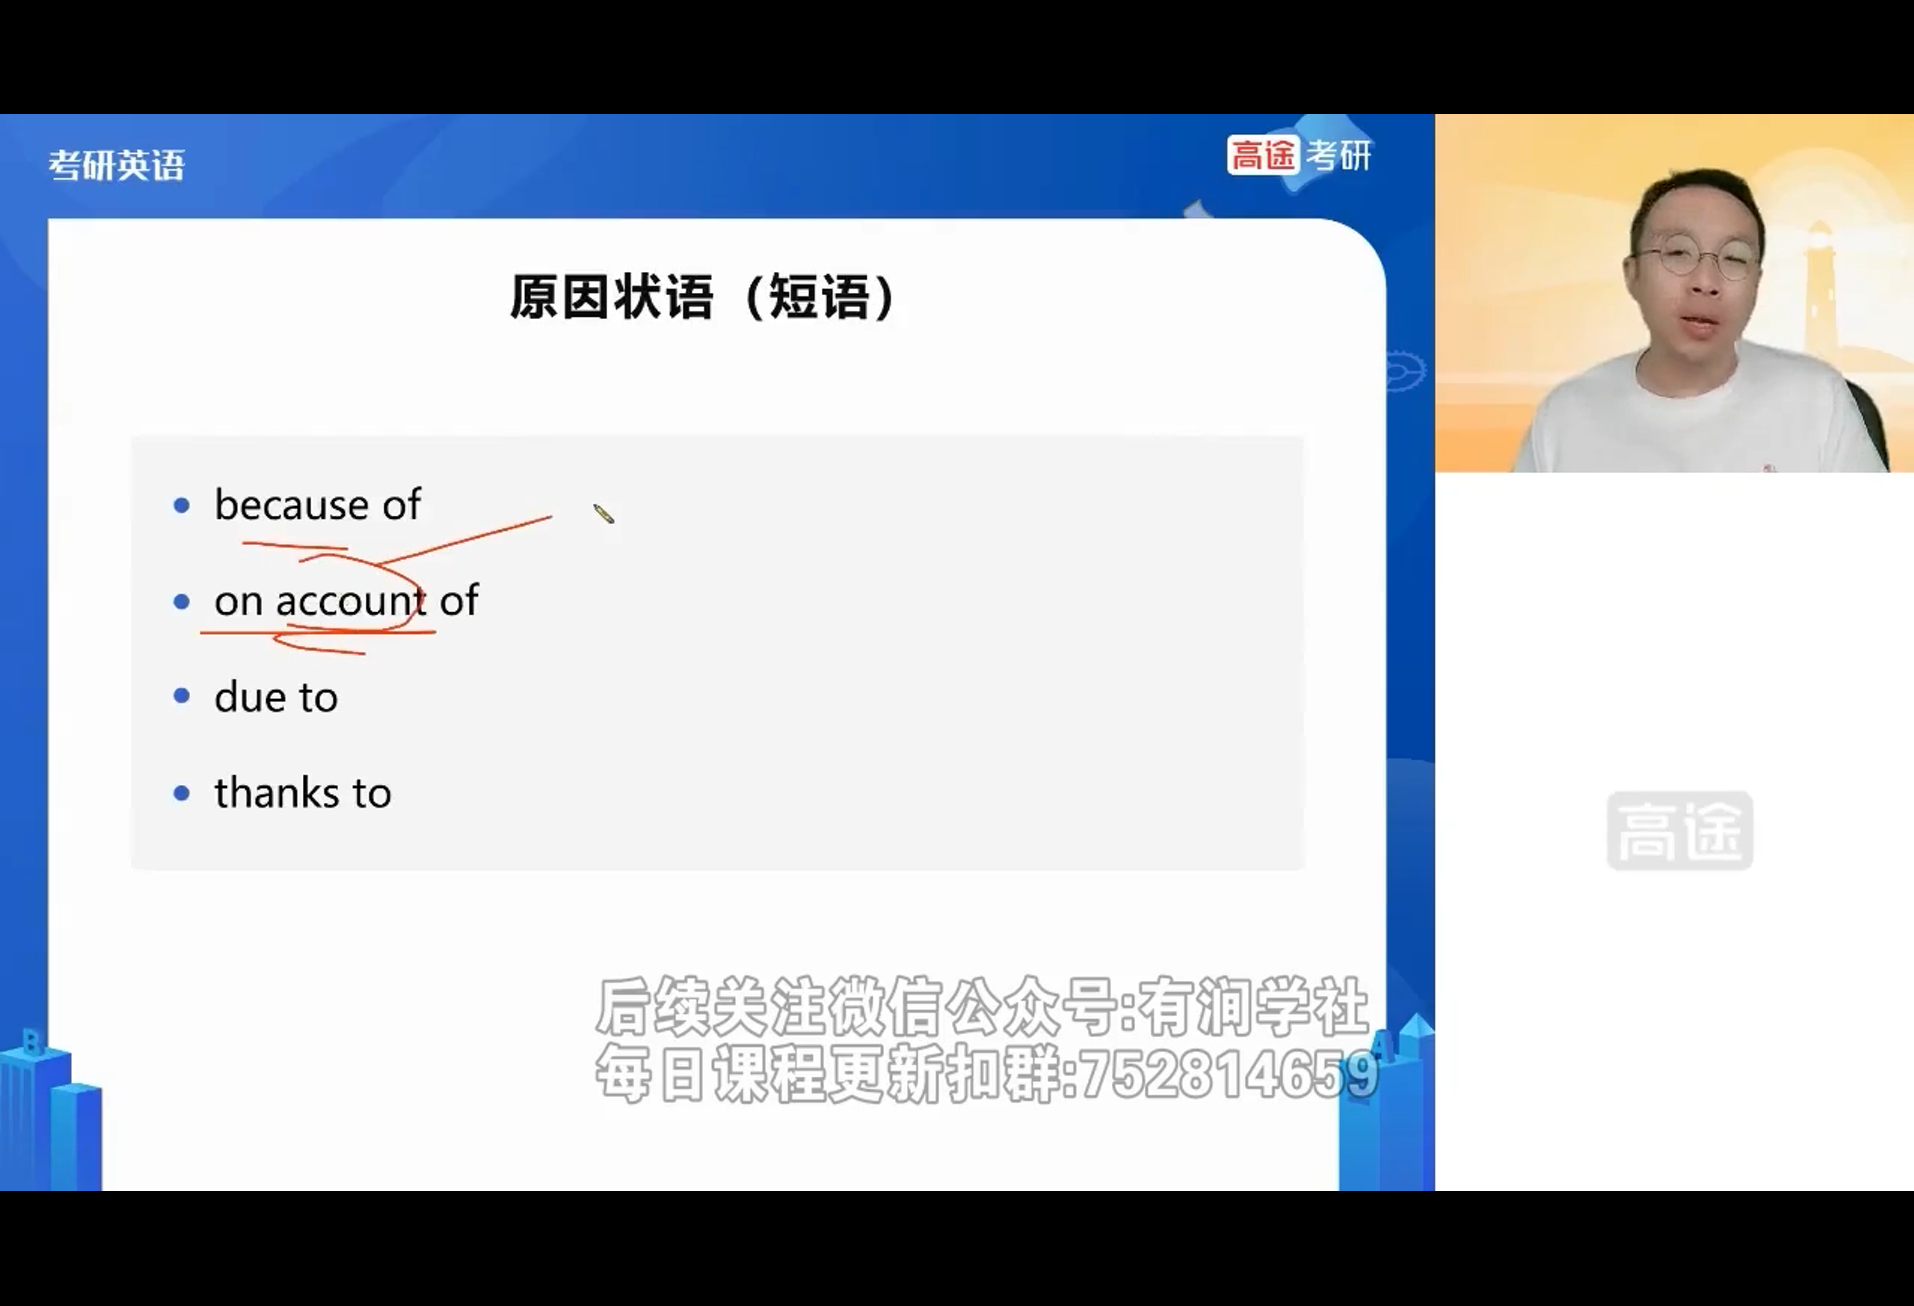 考研英语
高途考研
原因状语（短语）
because of
on account of
due to
thanks to
高途
后续关注微信公众号:有润学社
每日课程更新扣群:752814659
B
A